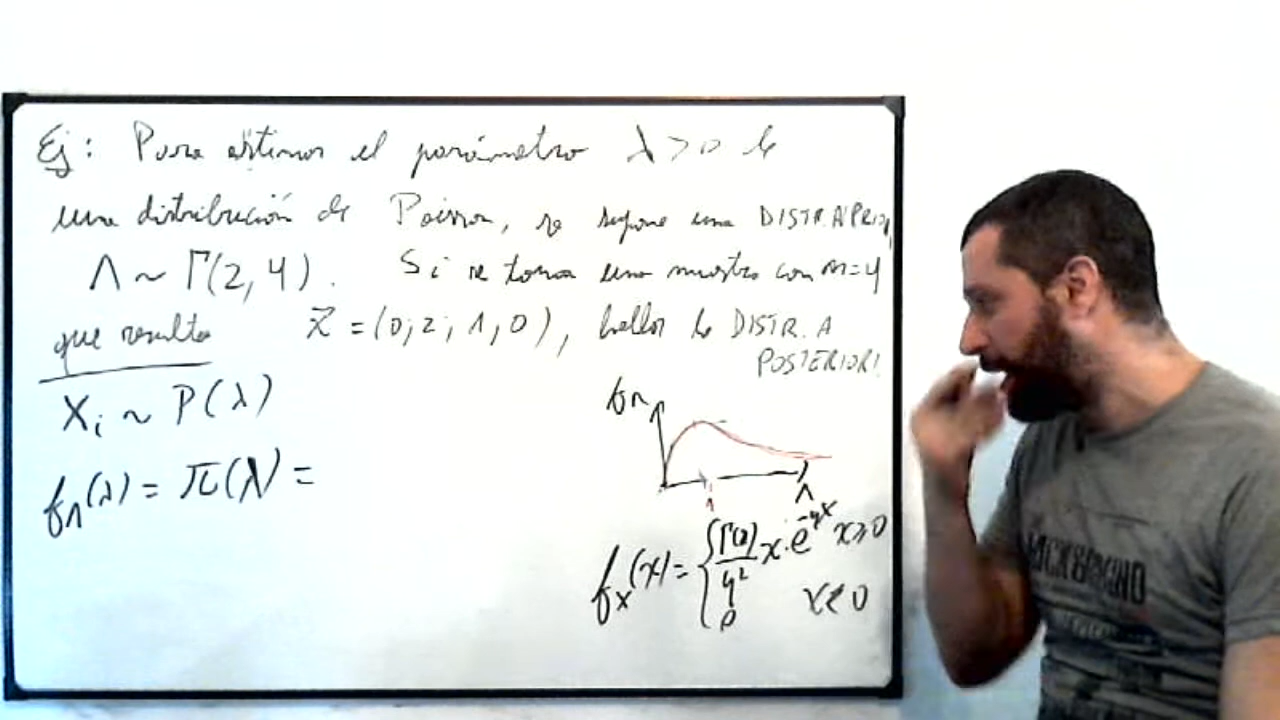 Ej: Para estimar el parámetro λ>0 de
una distribución de Poisson, se supone una DISTR. A PRIORI
Λ ~ Γ(2,4). Si se toma una muestra con n=4
que resulta x̄ = (0; 2; 1, 0), hallar la DISTR. A
POSTERIORI.
Xi ~ P(λ)
fΛ(λ) = π(λ) =
fΛ
1
Λ
fx(x) = { Γ(2)/4² x·e^-4x x≥0
0 x<0